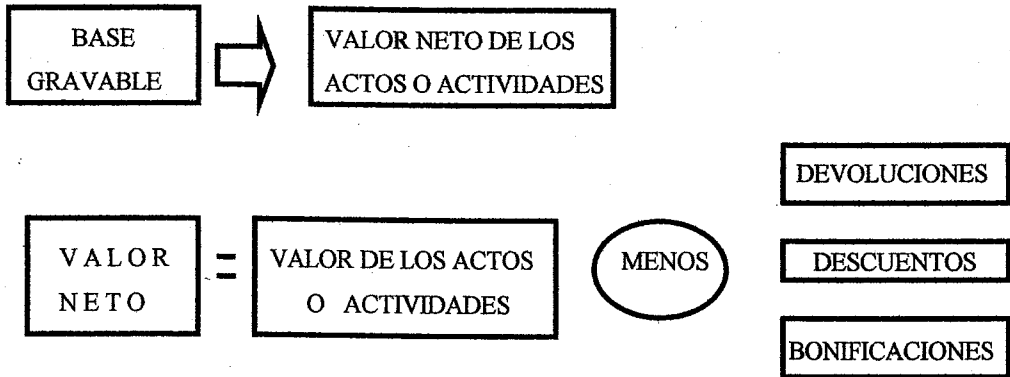 BASE
GRAVABLE
VALOR NETO DE LOS
ACTOS O ACTIVIDADES
VALOR
NETO
=
VALOR DE LOS ACTOS
O ACTIVIDADES
MENOS
DEVOLUCIONES
DESCUENTOS
BONIFICACIONES